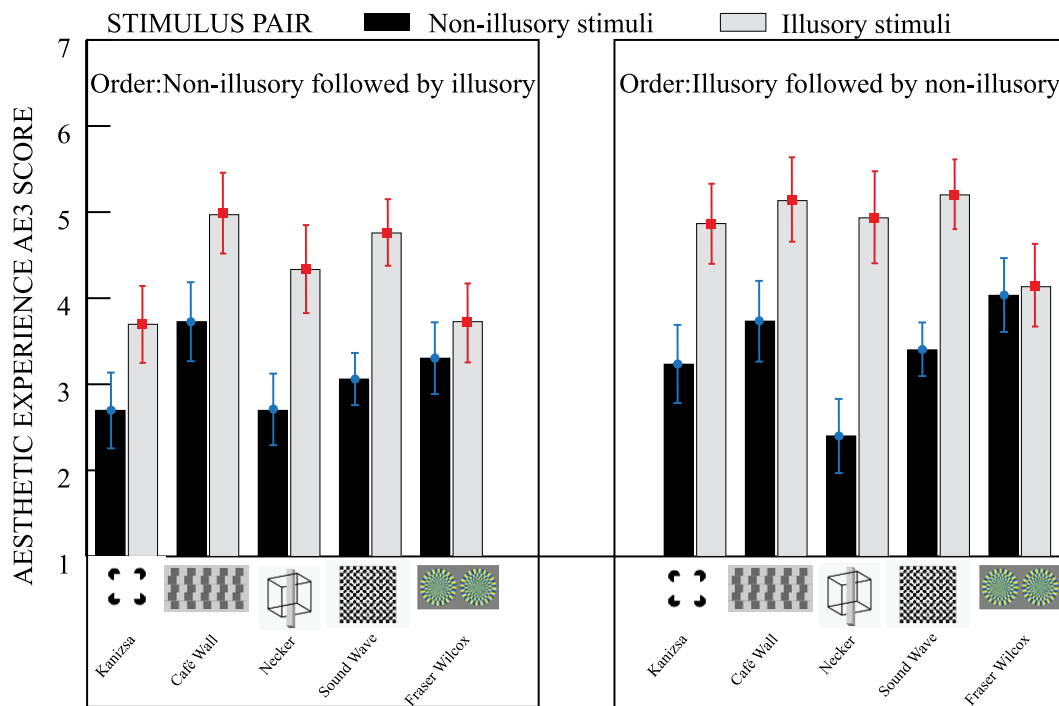 STIMULUS PAIR Non-illusory stimuli Illusory stimuli
Order:Non-illusory followed by illusory
Order:Illusory followed by non-illusory
AESTHETIC EXPERIENCE AE3 SCORE
7
6
5
4
3
2
1
Kanizsa
Café Wall
Necker
Sound Wave
Fraser Wilcox
Kanizsa
Café Wall
Necker
Sound Wave
Fraser Wilcox